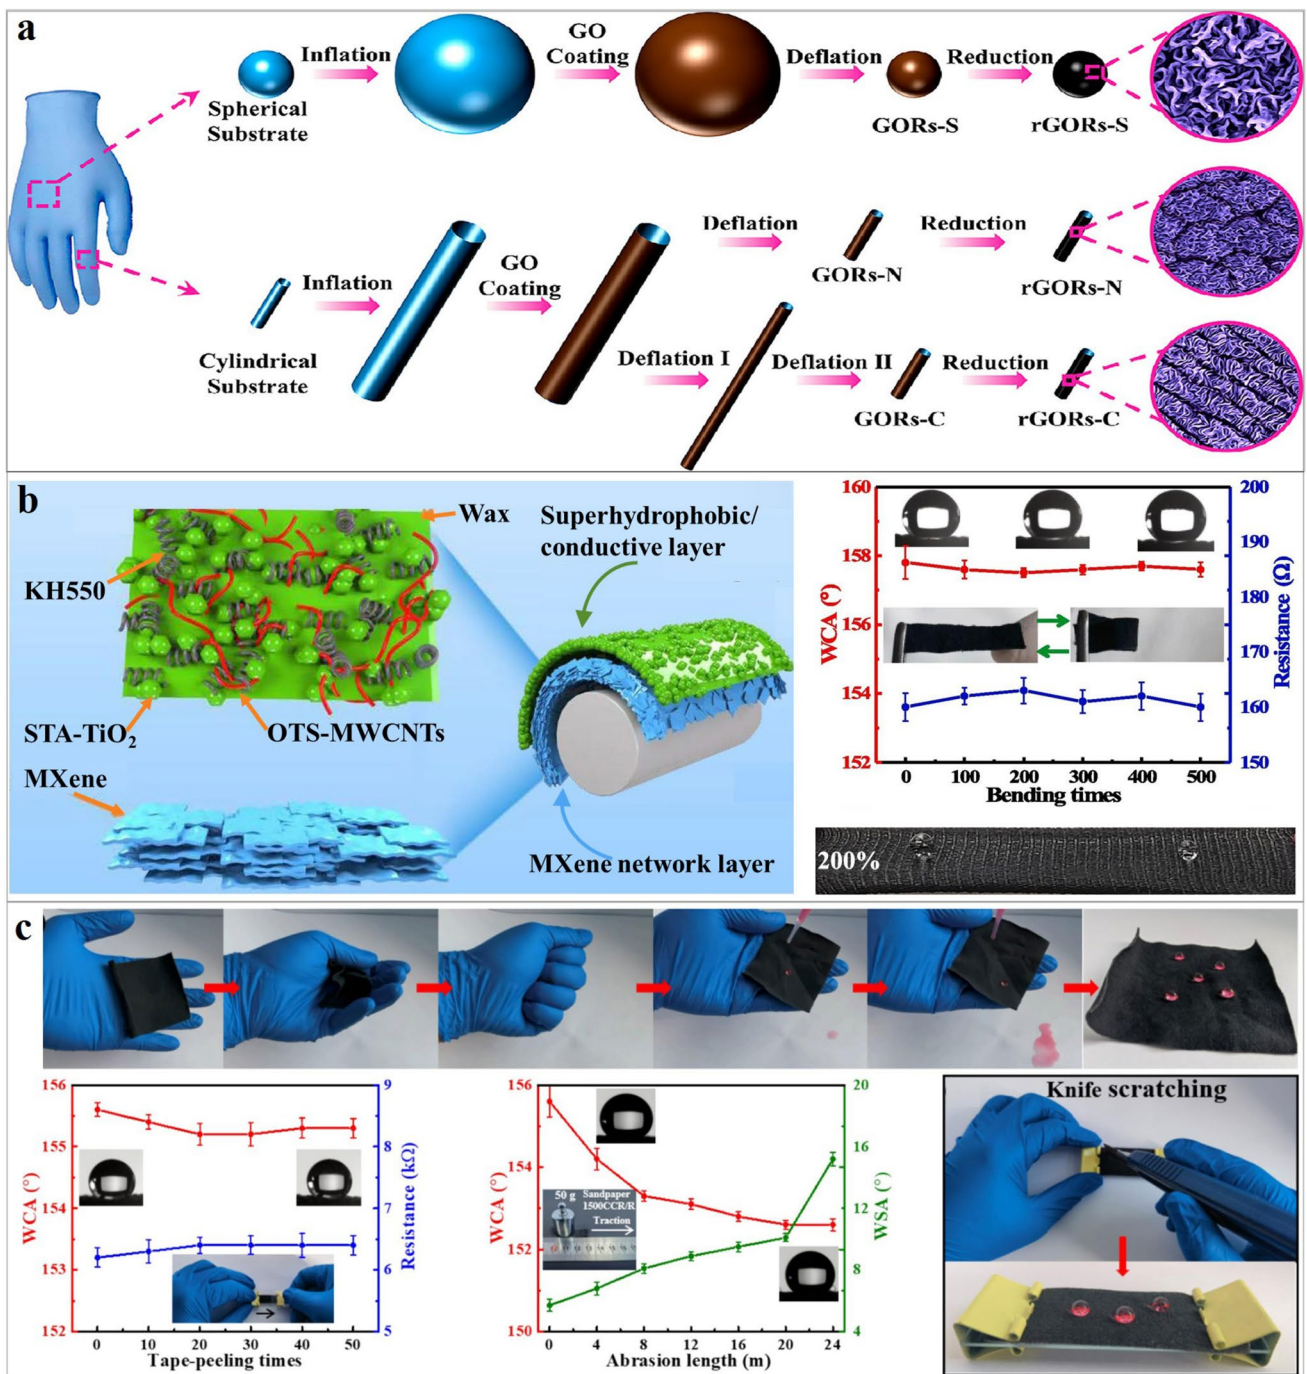 a
Inflation
GO
Coating
Deflation
Reduction
Spherical
Substrate
GORs-S
rGORs-S
Deflation
Reduction
Inflation
GO
Coating
GORs-N
rGORs-N
Cylindrical
Substrate
Deflation I
Deflation II
Reduction
GORs-C
rGORs-C
b
Wax
KH550
STA-TiO₂
OTS-MWCNTs
MXene
Superhydrophobic/
conductive layer
MXene network layer
160
158
156
154
152
WCA (°)
200
190
180
170
160
150
Resistance (Ω)
0 100 200 300 400 500
Bending times
200%
c
156
155
154
153
152
WCA (°)
9
8
7
6
5
Resistance (kΩ)
0 10 20 30 40 50
Tape-peeling times
156
154
152
150
WCA (°)
50 g
Sandpaper
1500CCR/R
Traction
20
16
12
8
4
WSA (°)
0 4 8 12 16 20 24
Abrasion length (m)
Knife scratching